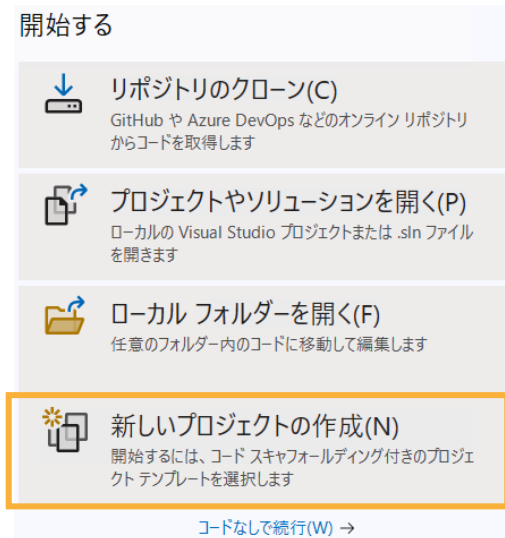 開始する
リポジトリのクローン(C)
GitHub や Azure DevOps などのオンライン リポジトリ
からコードを取得します
プロジェクトやソリューションを開く(P)
ローカルの Visual Studio プロジェクトまたは .sln ファイル
を開きます
ローカル フォルダーを開く(F)
任意のフォルダー内のコードに移動して編集します
新しいプロジェクトの作成(N)
開始するには、コード スキャフォールディング付きのプロジェ
クト テンプレートを選択します
コードなしで続行(W) →